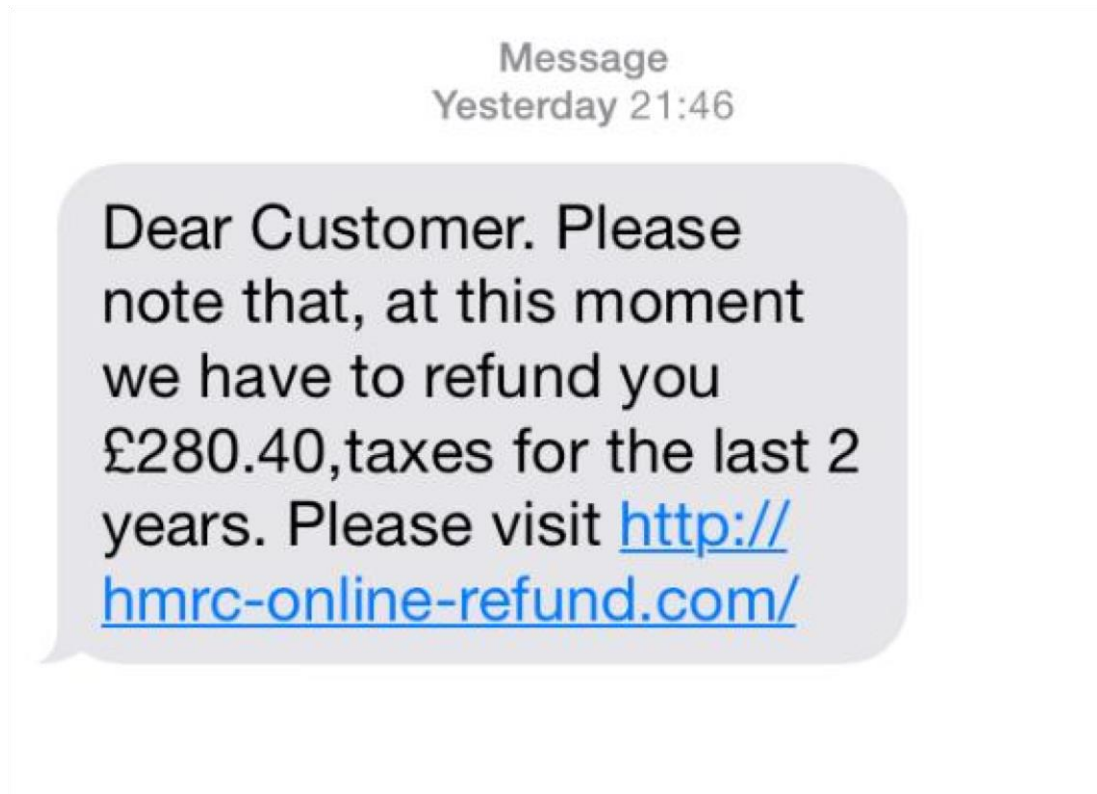 Message
Yesterday 21:46
Dear Customer. Please
note that, at this moment
we have to refund you
£280.40,taxes for the last 2
years. Please visit http://
hmrc-online-refund.com/